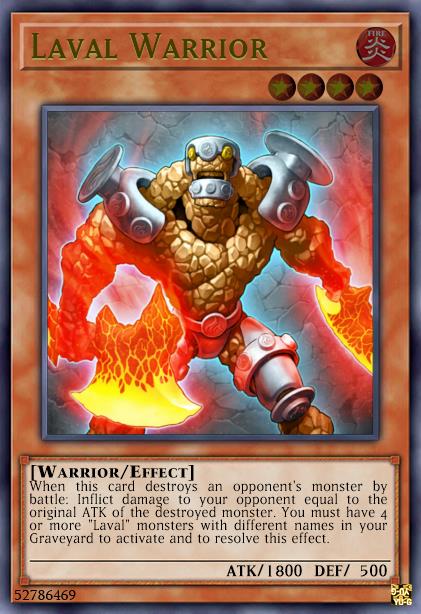 LAVAL WARRIOR
FIRE
炎
[WARRIOR/EFFECT]
When this card destroys an opponent's monster by
battle: Inflict damage to your opponent equal to the
original ATK of the destroyed monster. You must have 4
or more "Laval" monsters with different names in your
Graveyard to activate and to resolve this effect.
ATK/1800 DEF/ 500
52786469